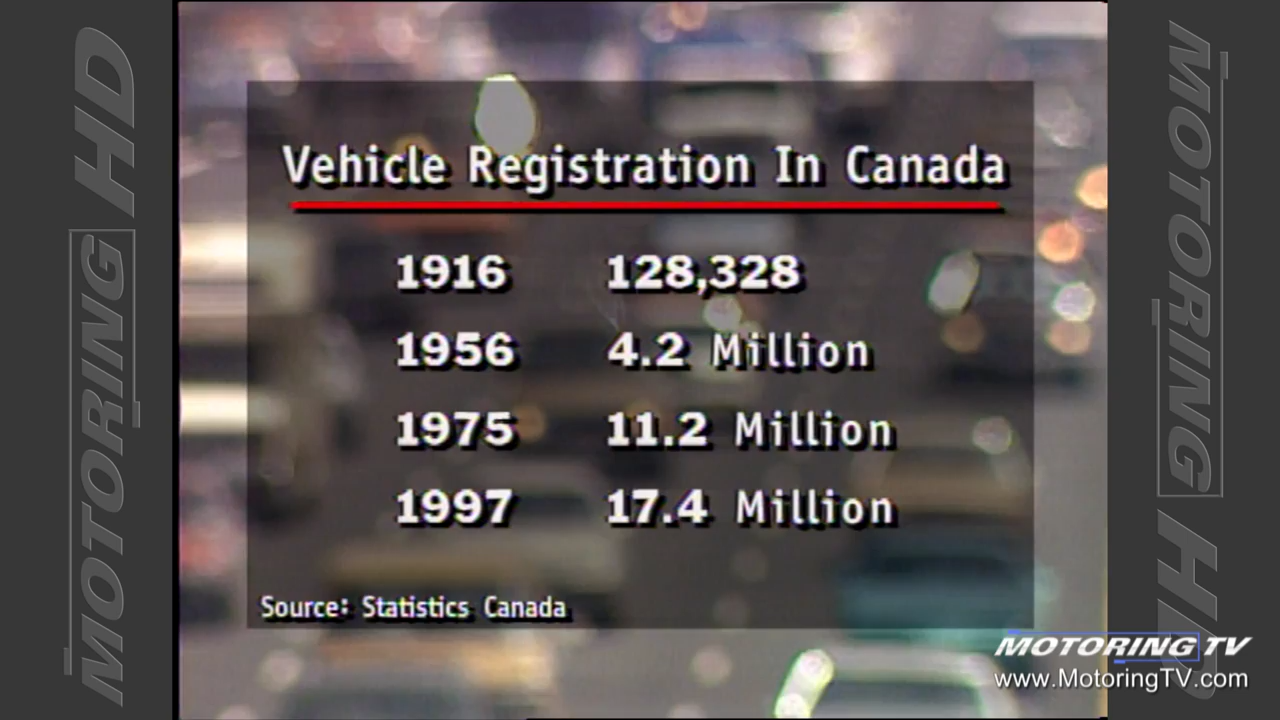 MOTORING HD
Vehicle Registration In Canada
1916 128,328
1956 4.2 Million
1975 11.2 Million
1997 17.4 Million
Source: Statistics Canada
MOTORING TV
www.MotoringTV.com
MOTORING HD